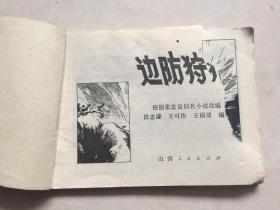 边防狩
根据张发良同名小说改编
段忠谦 王可伟 王福清 编
山西人民出版社